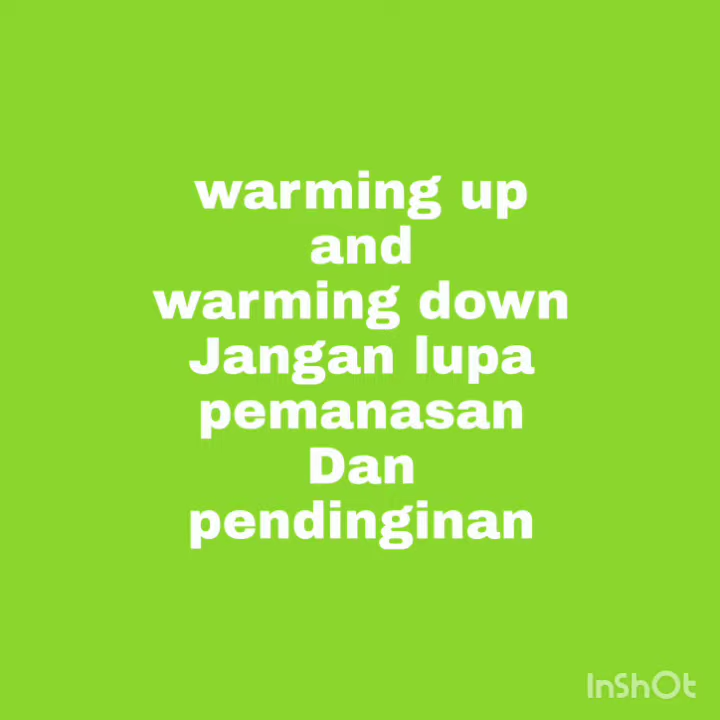 warming up
and
warming down
Jangan lupa
pemanasan
Dan
pendinginan
InShOt